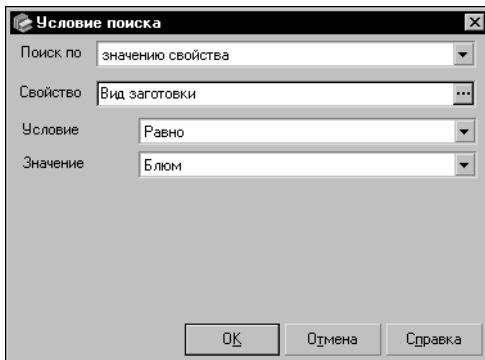 Условие поиска
Поиск по значению свойства
Свойство Вид заготовки ...
Условие Равно
Значение Блюм
OK Отмена Справка